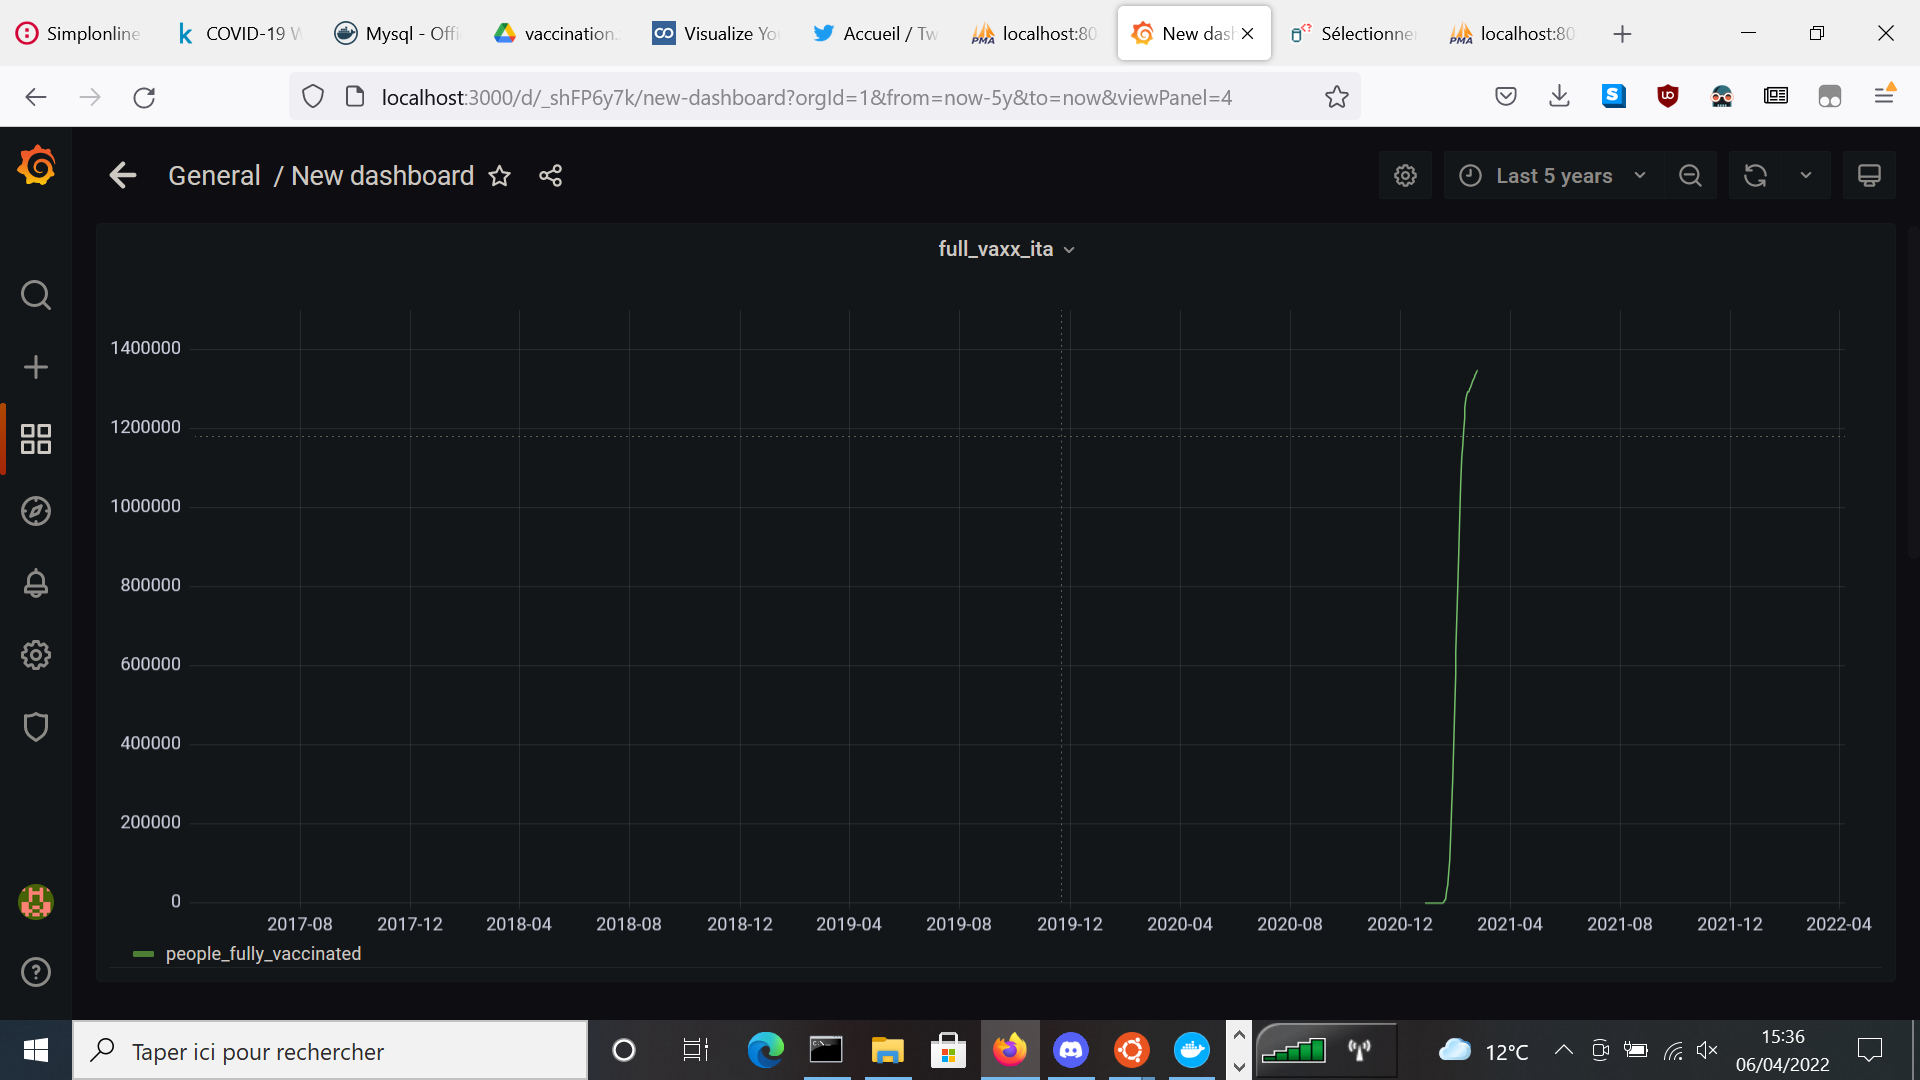 Simplonline
COVID-19 W
Mysql - Offi
vaccination.
Visualize Yo
Accueil / Tw
localhost:80
New das
Sélectionne
localhost:80
localhost:3000/d/_shFP6y7k/new-dashboard?orgId=1&from=now-5y&to=now&viewPanel=4
General / New dashboard
Last 5 years
full_vaxx_ita
1400000
1200000
1000000
800000
600000
400000
200000
0
2017-08 2017-12 2018-04 2018-08 2018-12 2019-04 2019-08 2019-12 2020-04 2020-08 2020-12 2021-04 2021-08 2021-12 2022-04
people_fully_vaccinated
Taper ici pour rechercher
12°C
15:36
06/04/2022